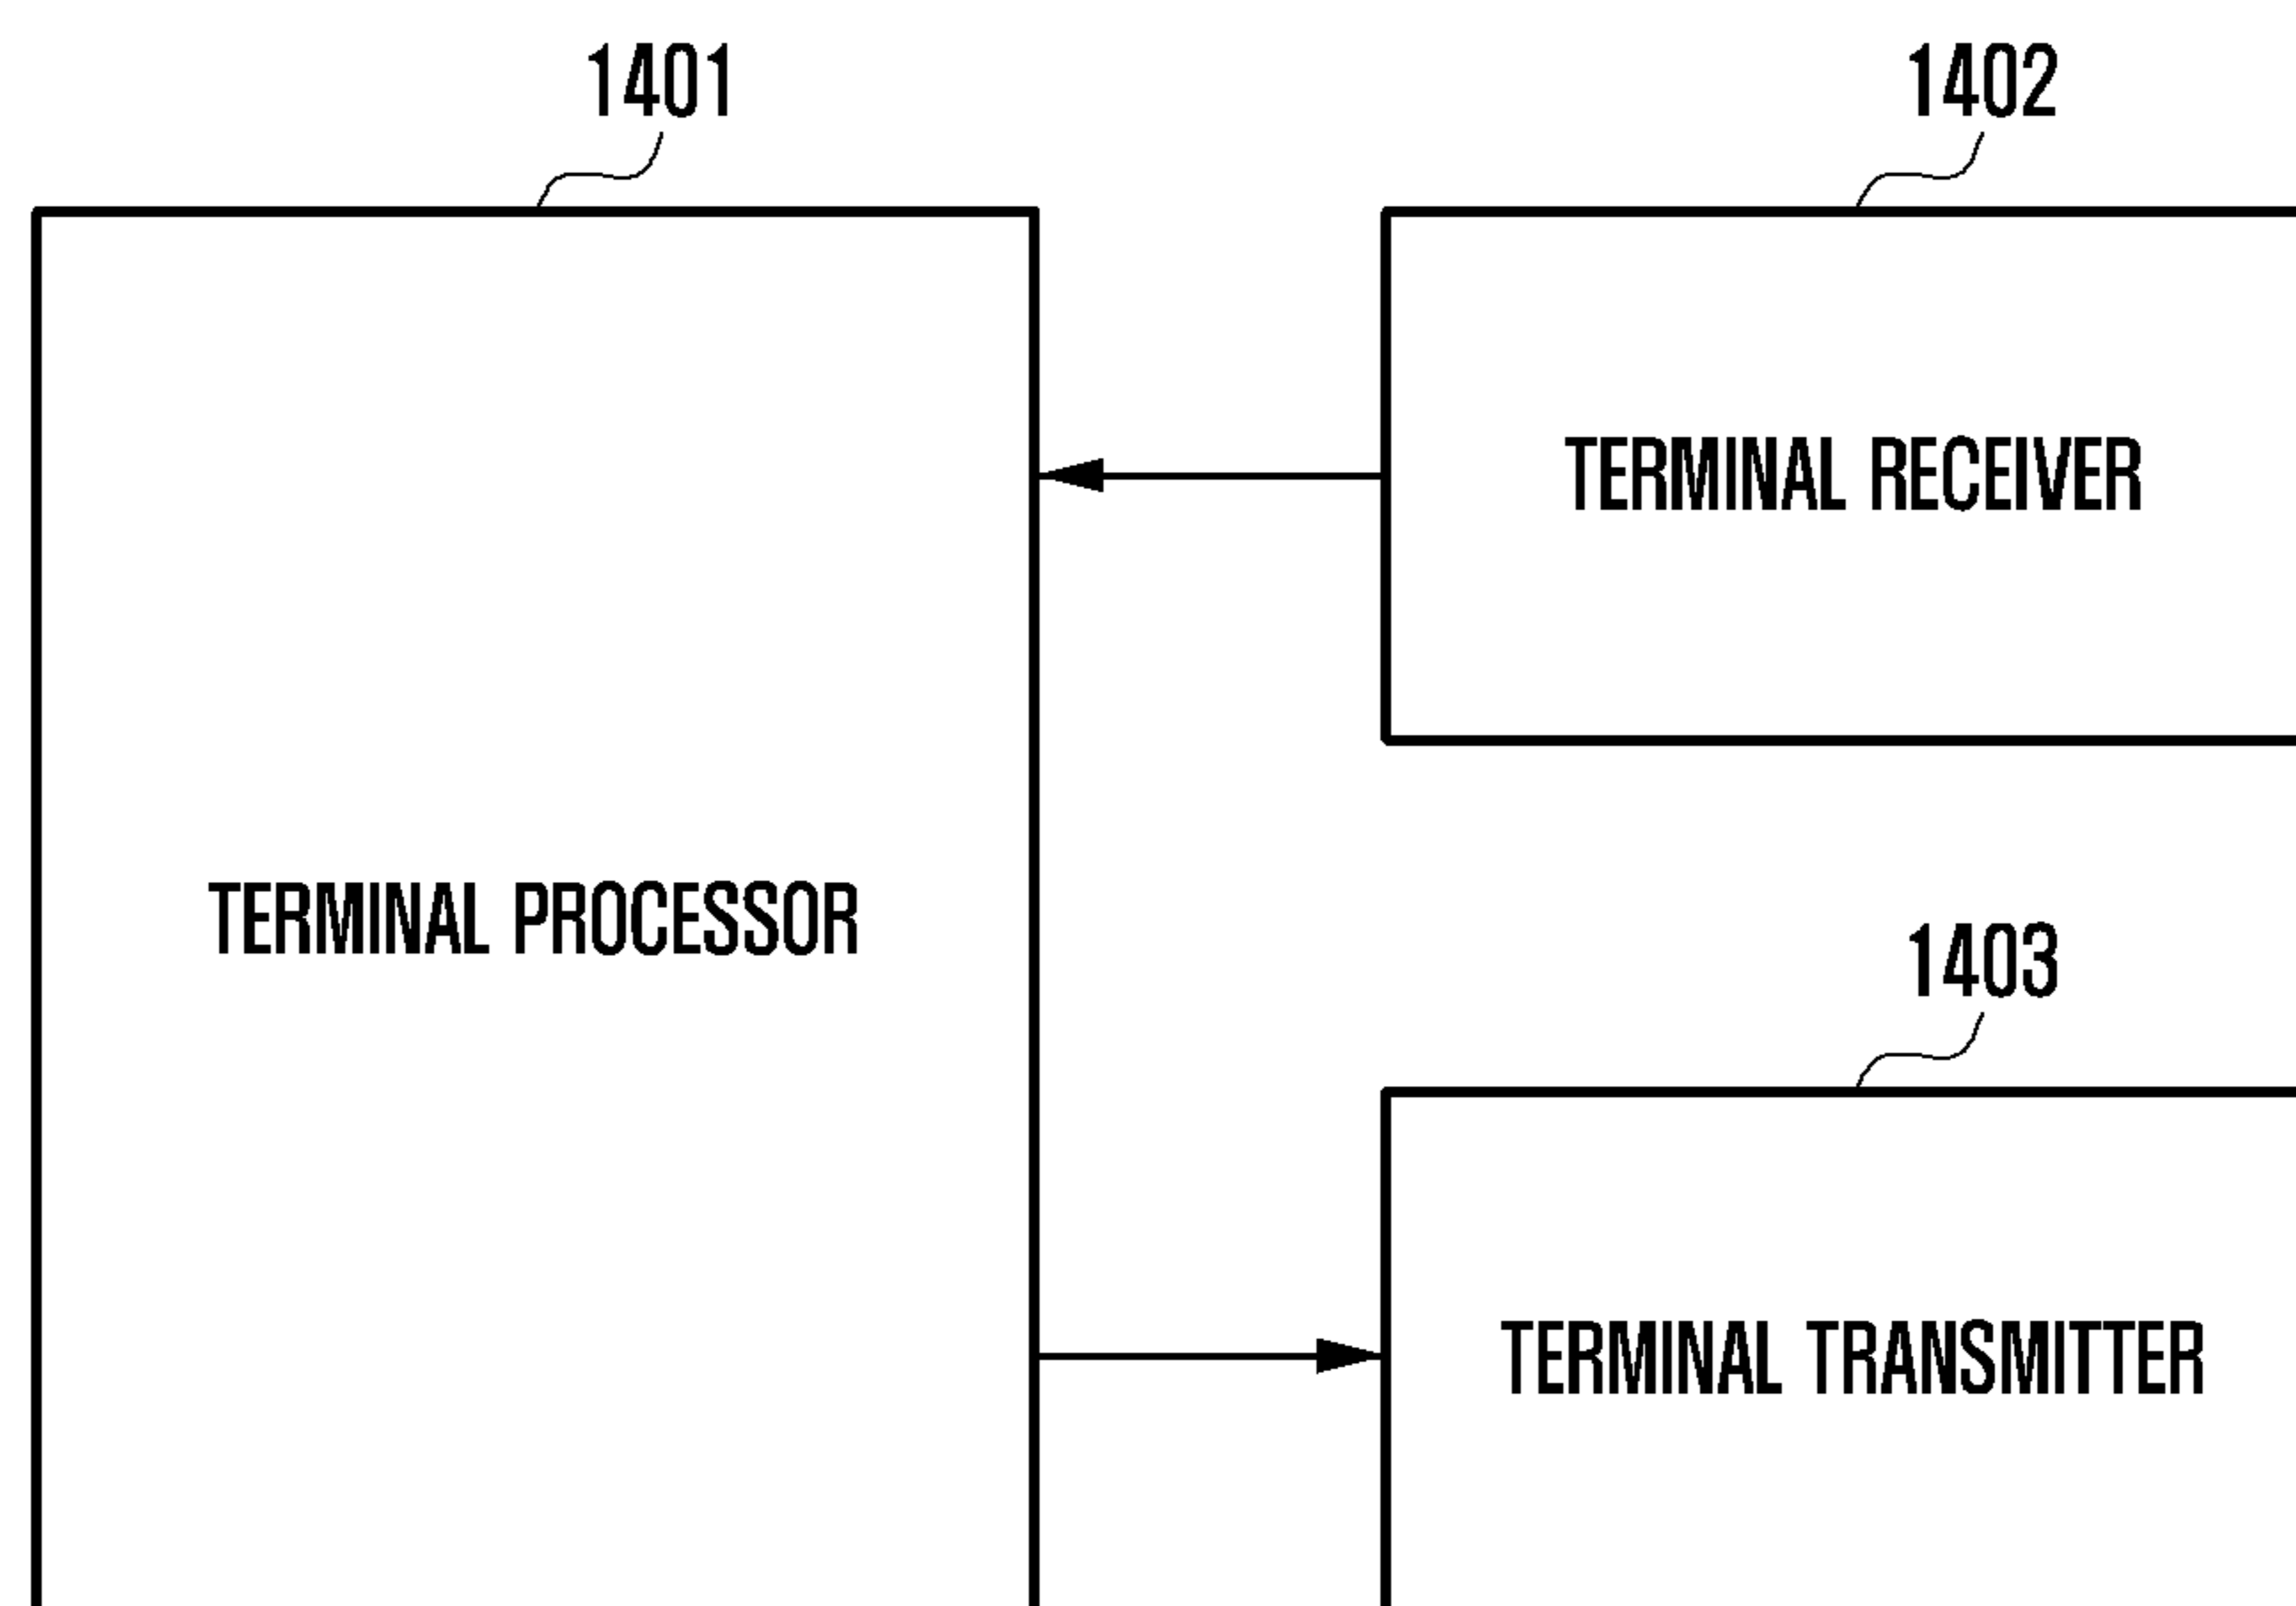 1401
1402
TERMINAL RECEIVER
TERMINAL PROCESSOR
1403
TERMINAL TRANSMITTER